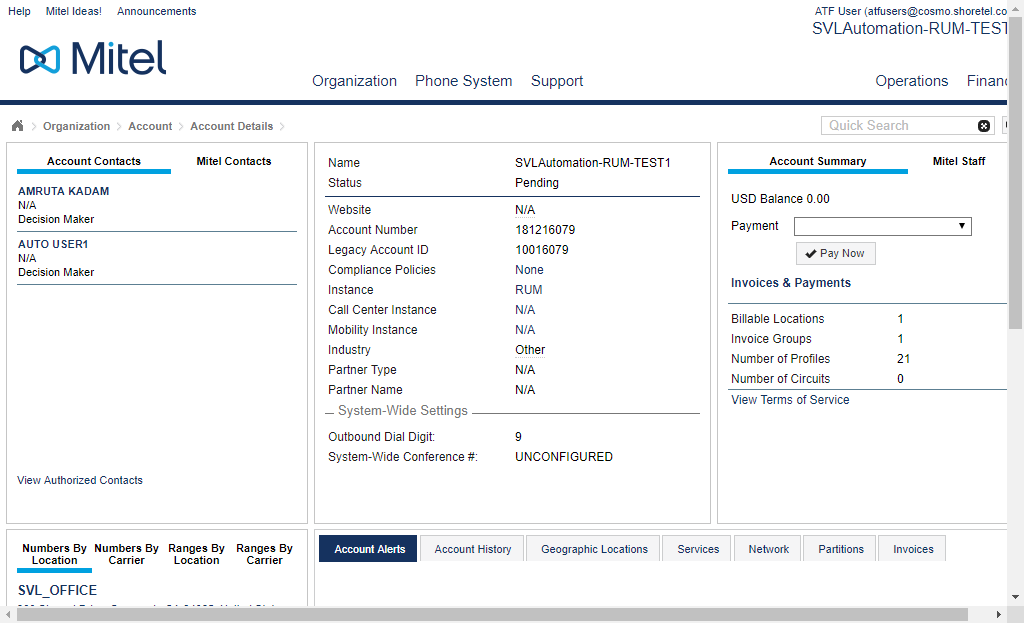 Help Mitel Ideas! Announcements
ATF User (atfusers@cosmo.shoretel.co
SVLAutomation-RUM-TEST
Mitel
Organization Phone System Support Operations Financ
Organization Account Account Details
Quick Search
Account Contacts Mitel Contacts
AMRUTA KADAM
N/A
Decision Maker
AUTO USER1
N/A
Decision Maker
View Authorized Contacts
Name SVLAutomation-RUM-TEST1
Status Pending
Website N/A
Account Number 181216079
Legacy Account ID 10016079
Compliance Policies None
Instance RUM
Call Center Instance N/A
Mobility Instance N/A
Industry Other
Partner Type N/A
Partner Name N/A
System-Wide Settings
Outbound Dial Digit: 9
System-Wide Conference #: UNCONFIGURED
Account Summary Mitel Staff
USD Balance 0.00
Payment
Pay Now
Invoices & Payments
Billable Locations 1
Invoice Groups 1
Number of Profiles 21
Number of Circuits 0
View Terms of Service
Numbers By Location Numbers By Carrier Ranges By Location Ranges By Carrier
SVL_OFFICE
Account Alerts Account History Geographic Locations Services Network Partitions Invoices